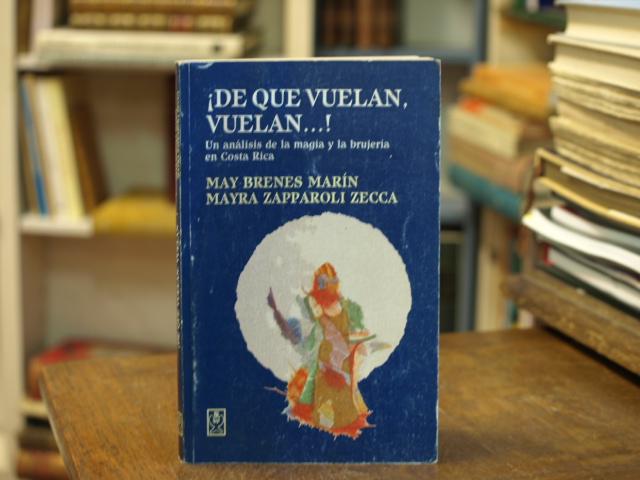 ¡DE QUE VUELAN,
VUELAN...!
Un análisis de la magia y la brujería
en Costa Rica
MAY BRENES MARÍN
MAYRA ZAPPAROLI ZECCA